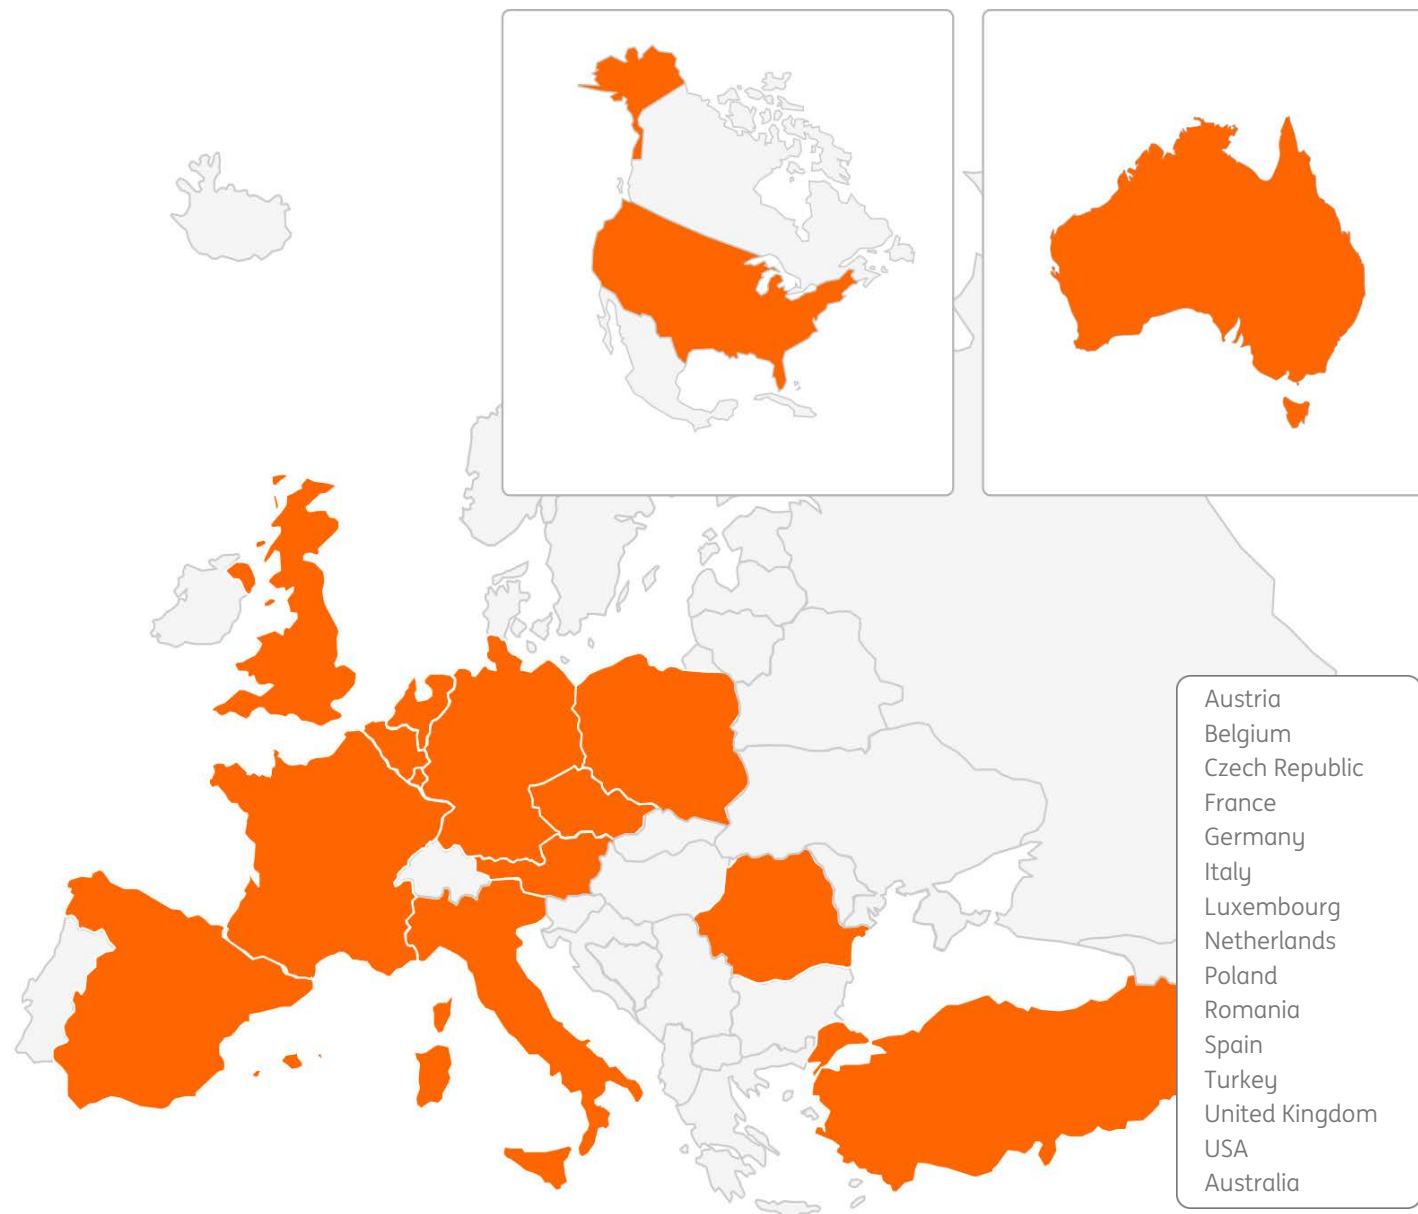 Austria
Belgium
Czech Republic
France
Germany
Italy
Luxembourg
Netherlands
Poland
Romania
Spain
Turkey
United Kingdom
USA
Australia